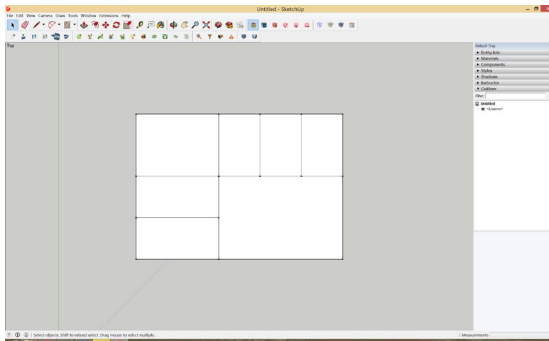 Untitled - SketchUp
File Edit View Camera Draw Tools Window Extensions Help
Top
Default Tray
Entity Info
Materials
Components
Styles
Shadows
Instructor
Outliner
Filter:
Untitled
Select objects. Shift to extend select. Drag mouse to select multiple.
Measurements